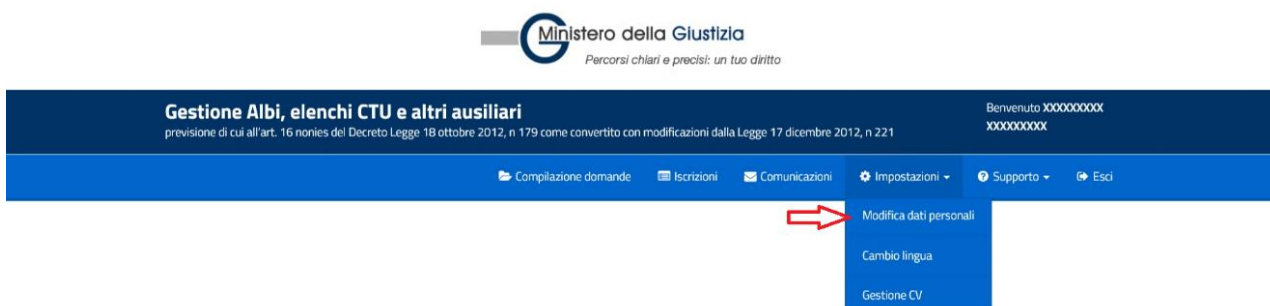 Ministero della Giustizia
Percorsi chiari e precisi: un tuo diritto
Gestione Albi, elenchi CTU e altri ausiliari
previsione di cui all'art. 16 nonies del Decreto Legge 18 ottobre 2012, n 179 come convertito con modificazioni dalla Legge 17 dicembre 2012, n 221
Benvenuto XXXXXXXXX
XXXXXXXXX
Compilazione domande Iscrizioni Comunicazioni Impostazioni Supporto Esci
Modifica dati personali
Cambio lingua
Gestione CV